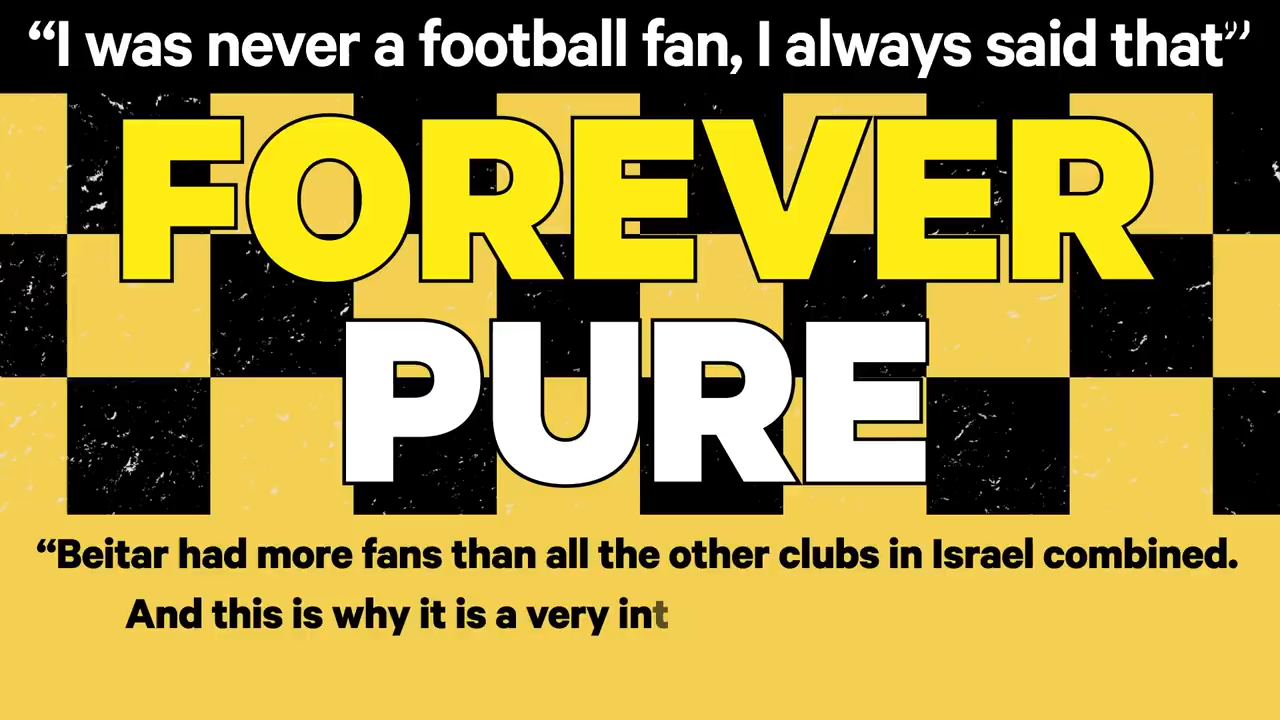 “I was never a football fan, I always said that”
FOREVER
PURE
“Beitar had more fans than all the other clubs in Israel combined.
And this is why it is a very int